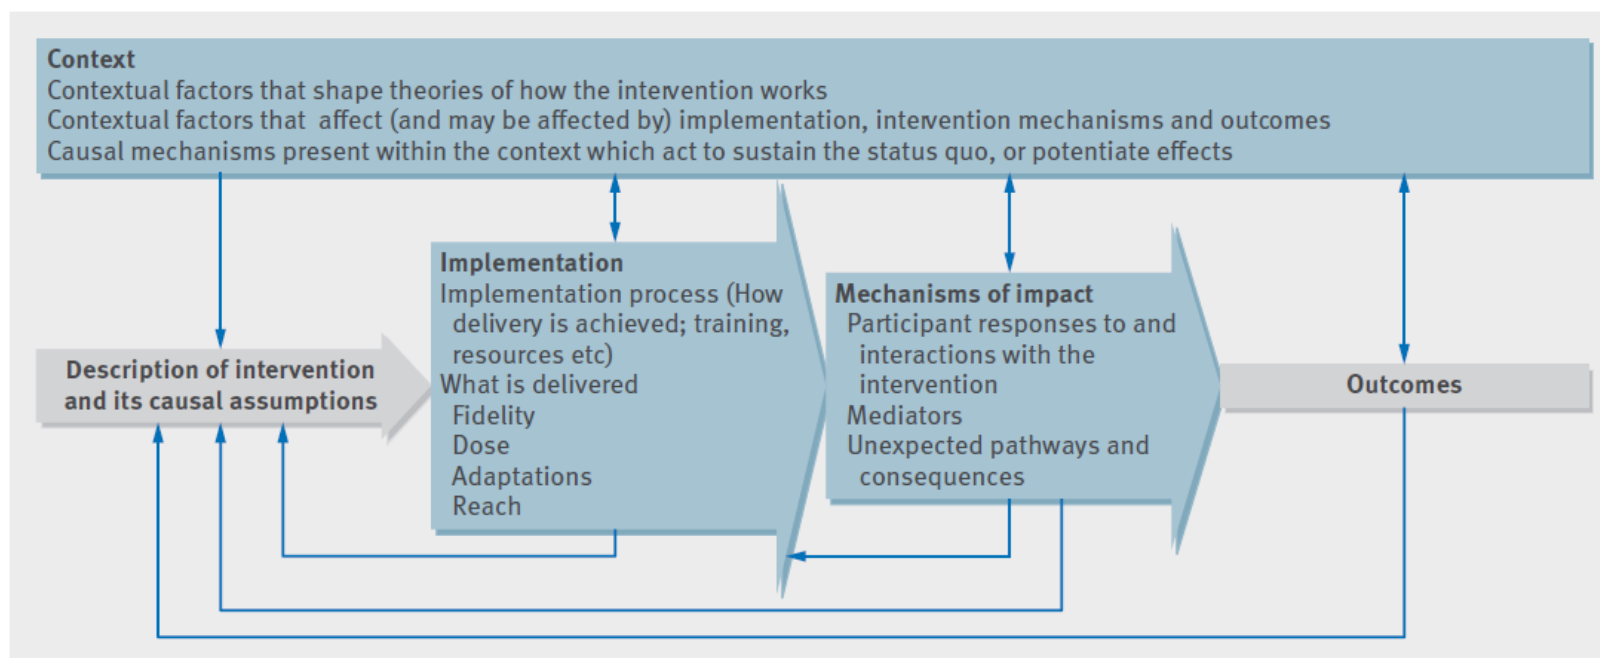 Context
Contextual factors that shape theories of how the intervention works
Contextual factors that affect (and may be affected by) implementation, intervention mechanisms and outcomes
Causal mechanisms present within the context which act to sustain the status quo, or potentiate effects
Description of intervention
and its causal assumptions
Implementation
Implementation process (How
delivery is achieved; training,
resources etc)
What is delivered
Fidelity
Dose
Adaptations
Reach
Mechanisms of impact
Participant responses to and
interactions with the
intervention
Mediators
Unexpected pathways and
consequences
Outcomes